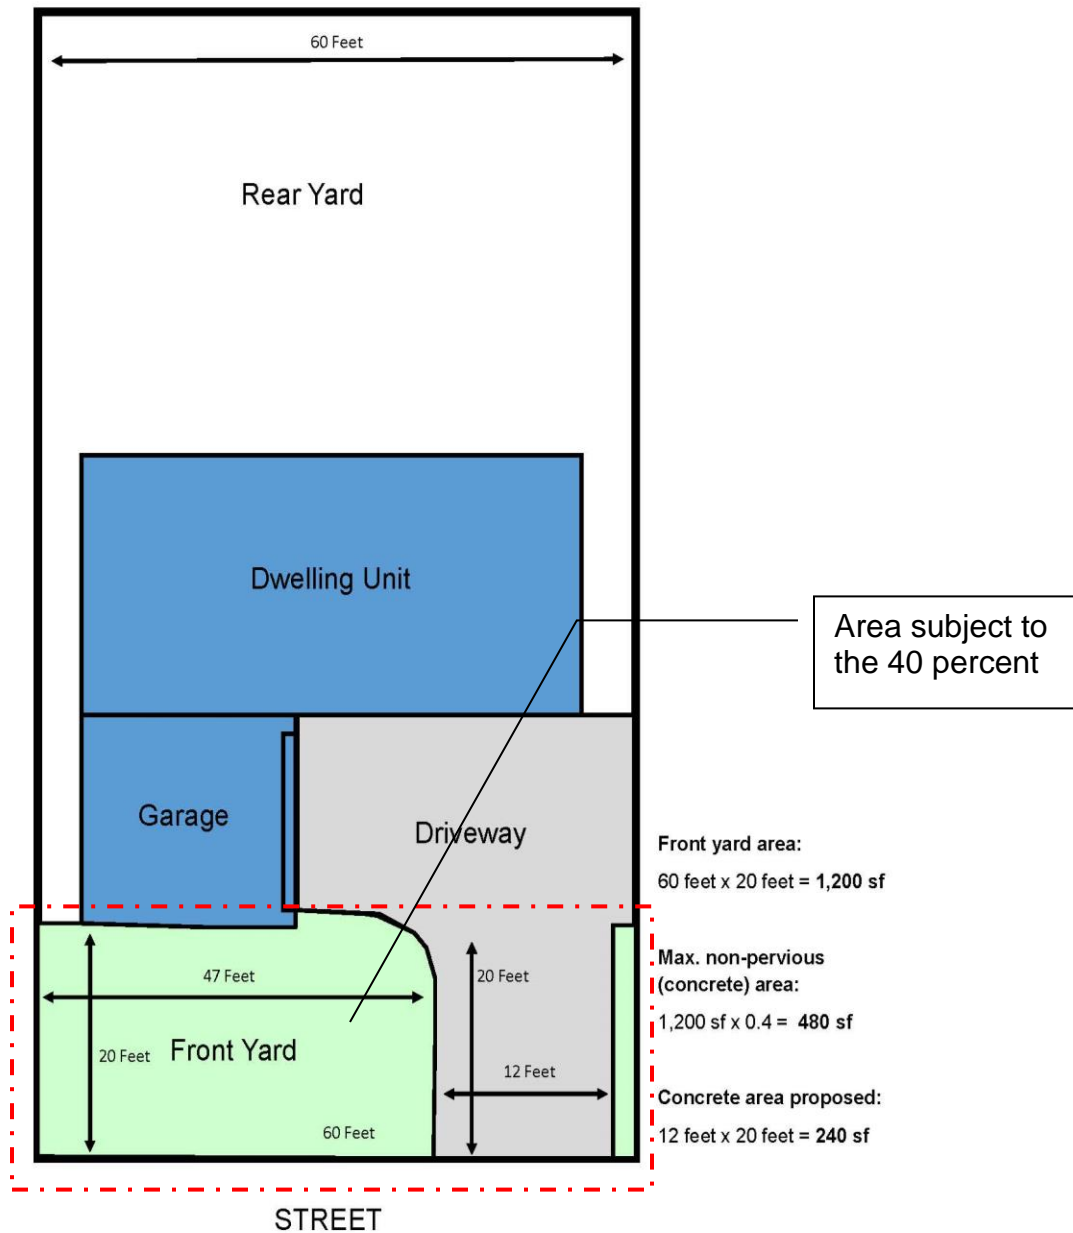 60 Feet
Rear Yard
Dwelling Unit
Area subject to
the 40 percent
Garage
Driveway
Front yard area:
60 feet x 20 feet = 1,200 sf
Max. non-pervious
(concrete) area:
1,200 sf x 0.4 = 480 sf
47 Feet
20 Feet
20 Feet
Front Yard
12 Feet
60 Feet
Concrete area proposed:
12 feet x 20 feet = 240 sf
STREET